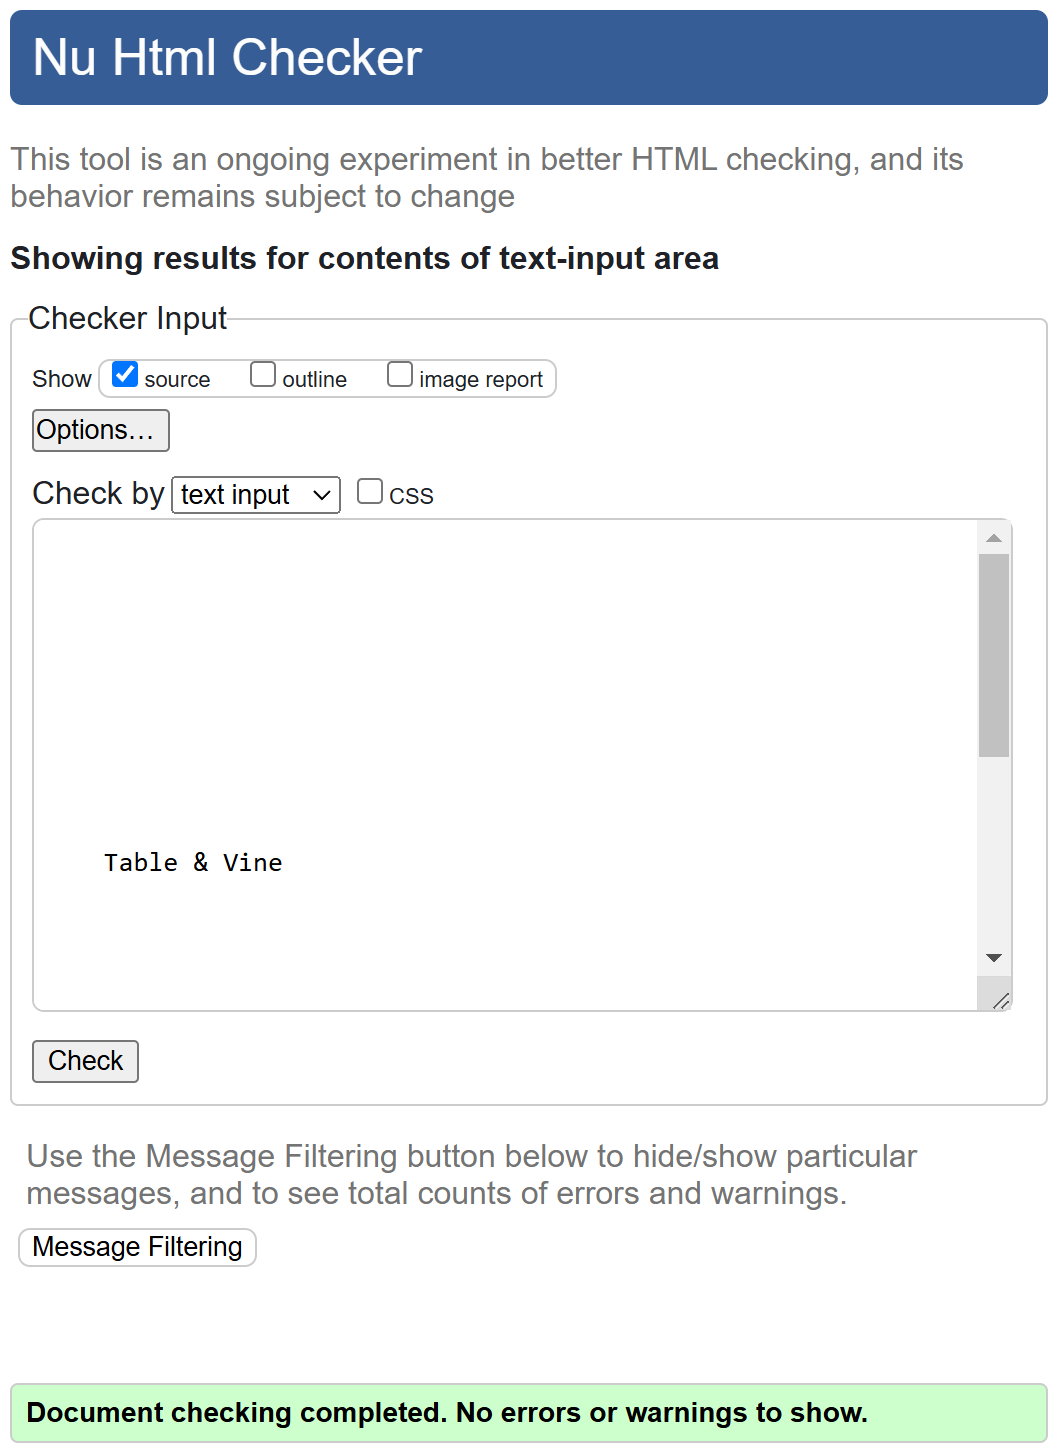 Nu Html Checker
This tool is an ongoing experiment in better HTML checking, and its
behavior remains subject to change
Showing results for contents of text-input area
Checker Input
Show source outline image report
Options…
Check by text input CSS
Table & Vine
Check
Use the Message Filtering button below to hide/show particular
messages, and to see total counts of errors and warnings.
Message Filtering
Document checking completed. No errors or warnings to show.